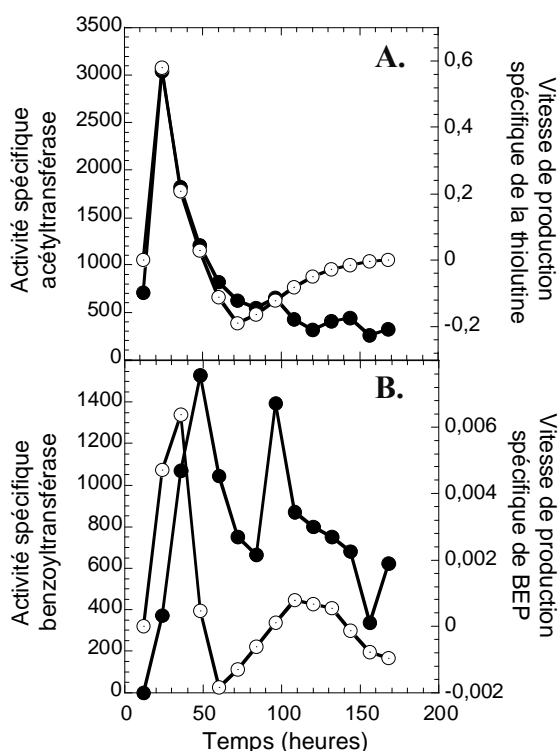 A.
3500
3000
2500
2000
1500
1000
500
0
Activité spécifique
acétyltransférase
0,6
0,4
0,2
0
-0,2
Vitesse de production
spécifique de la thiolutine
B.
1400
1200
1000
800
600
400
200
0
Activité spécifique
benzoyltransférase
0,006
0,004
0,002
0
-0,002
Vitesse de production
spécifique de BEP
0 50 100 150 200
Temps (heures)